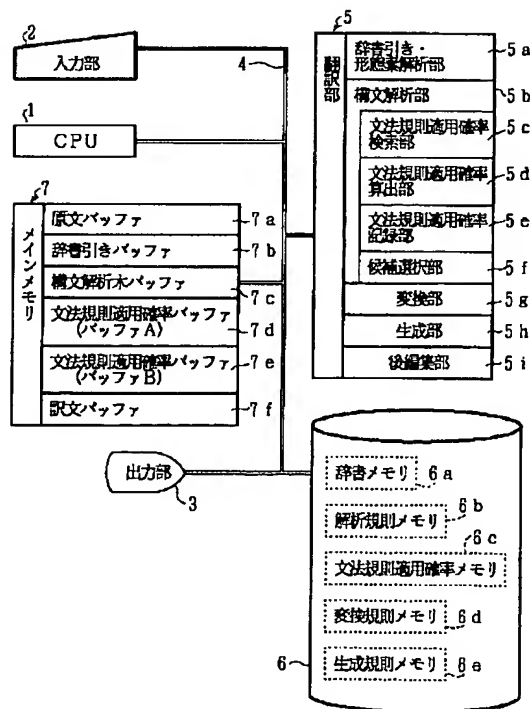 2
入力部
4
1
CPU
7
メインメモリ
原文バッファ
7a
辞書引きバッファ
7b
構文解析木バッファ
7c
文法規則適用確率バッファ
(バッファA)
7d
文法規則適用確率バッファ
(バッファB)
7e
訳文バッファ
7f
出力部
3
5
翻訳部
辞書引き・
形態素解析部
5a
構文解析部
5b
文法規則適用確率
検索部
5c
文法規則適用確率
算出部
5d
文法規則適用確率
記録部
5e
候補選択部
5f
変換部
5g
生成部
5h
後編集部
5i
辞書メモリ
6a
解析規則メモリ
6b
6c
文法規則適用確率メモリ
変換規則メモリ
6d
6
生成規則メモリ
6e